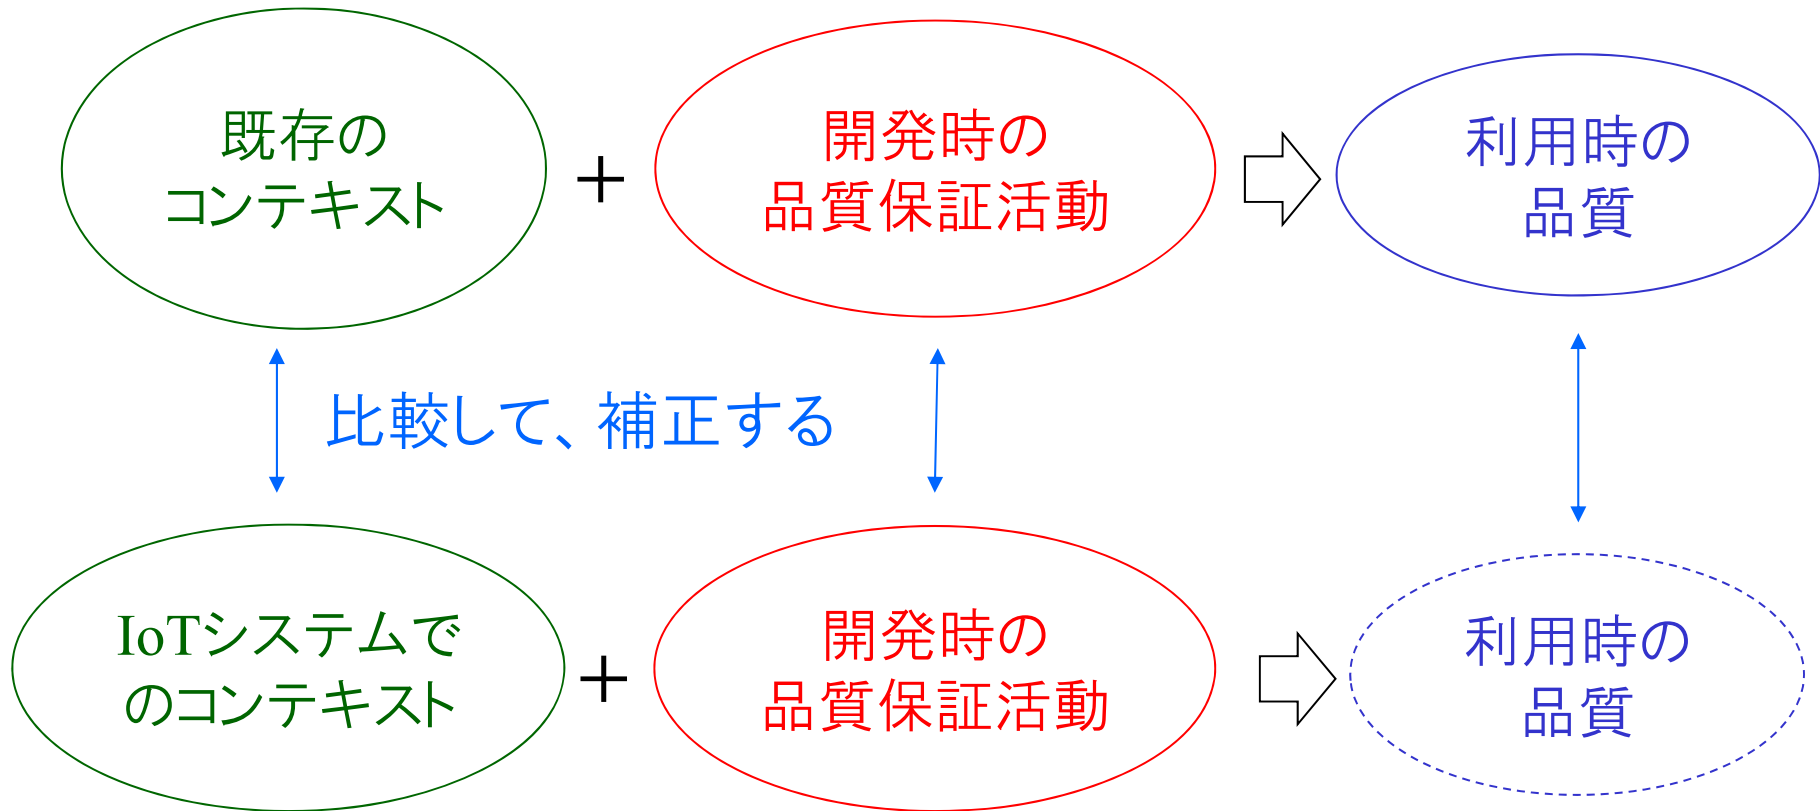 既存の
コンテキスト
+
開発時の
品質保証活動
利用時の
品質
比較して、補正する
IoTシステムで
のコンテキスト
+
開発時の
品質保証活動
利用時の
品質